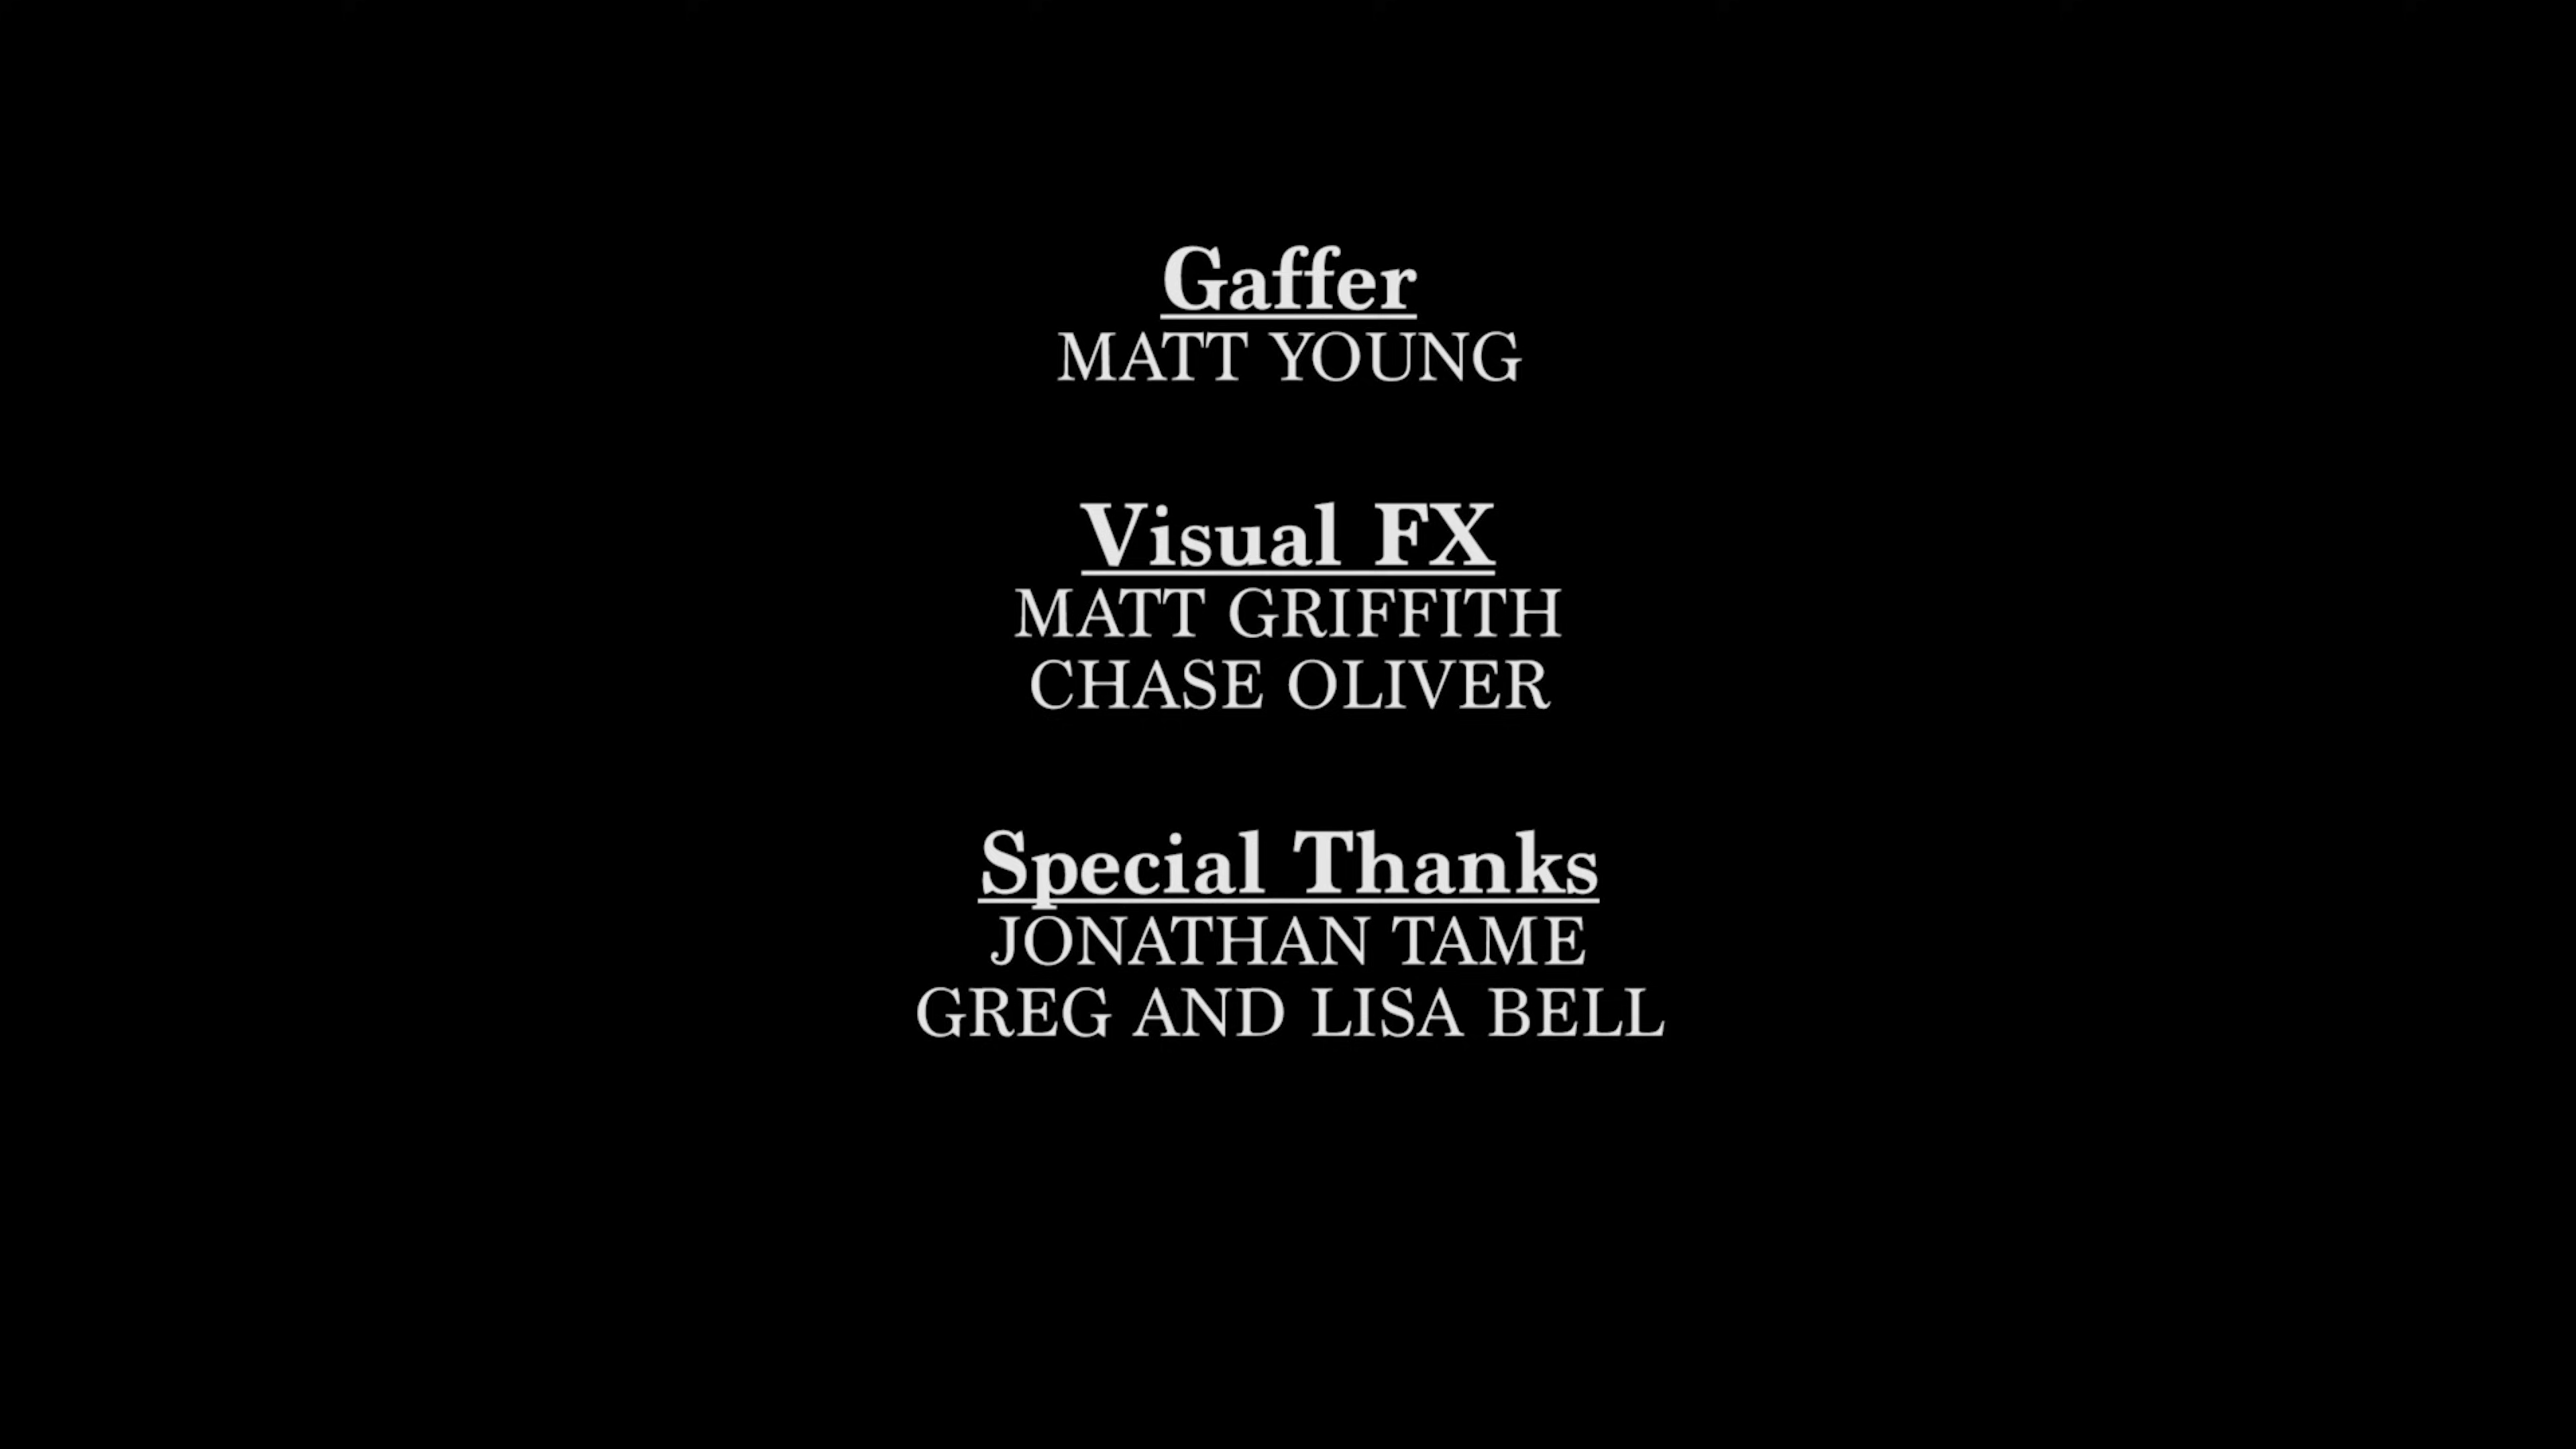 Gaffer
MATT YOUNG
Visual FX
MATT GRIFFITH
CHASE OLIVER
Special Thanks
JONATHAN TAME
GREG AND LISA BELL